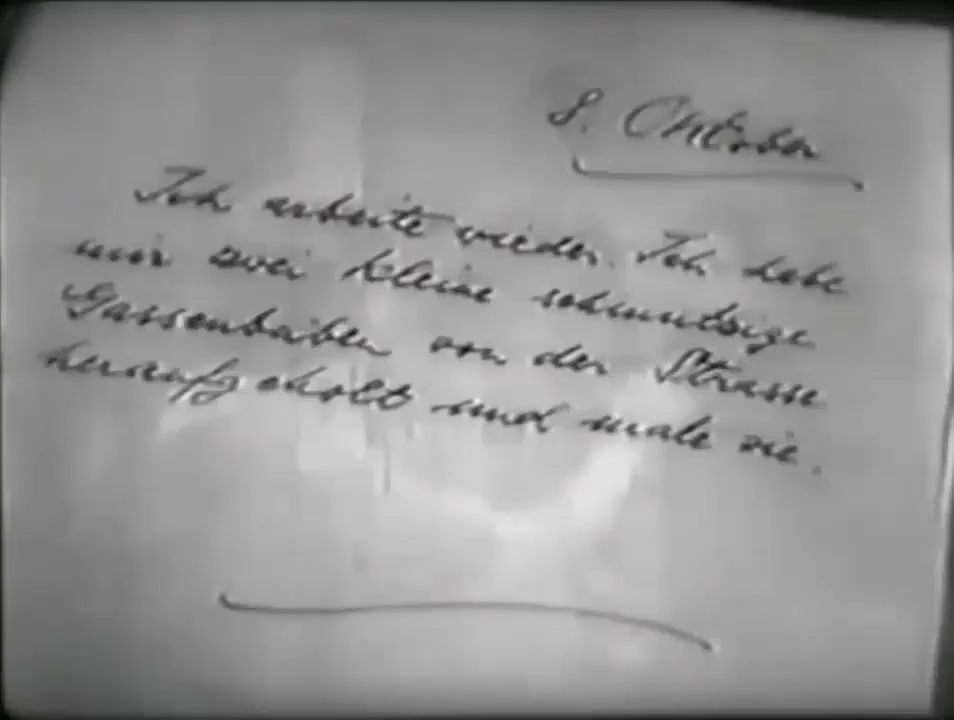 8. Oktober
Ich arbeite wieder. Ich habe
mir zwei kleine schmutzige
Gassenbuben von der Strasse
heraufgeholt und male sie.